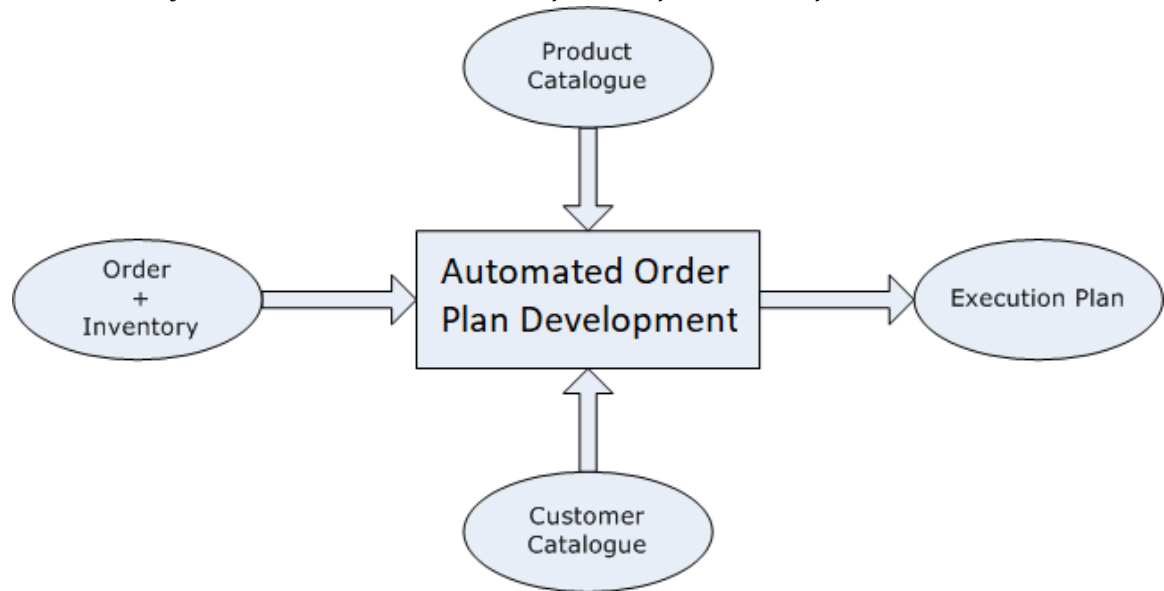 Product
Catalogue
Order
+
Inventory
Automated Order
Plan Development
Execution Plan
Customer
Catalogue